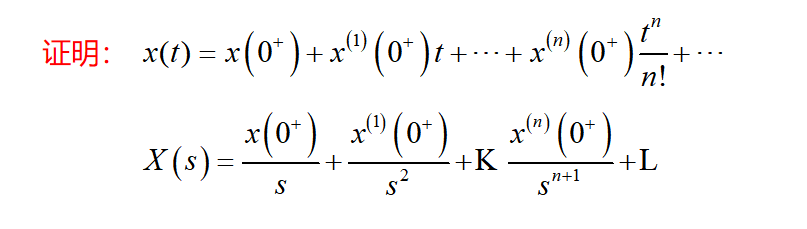 证明： x(t) = x(0⁺) + x⁽¹⁾(0⁺)t + ⋯ + x⁽ⁿ⁾(0⁺) tⁿ/n! + ⋯
X(s) = x(0⁺)/s + x⁽¹⁾(0⁺)/s² + K x⁽ⁿ⁾(0⁺)/sⁿ⁺¹ + L